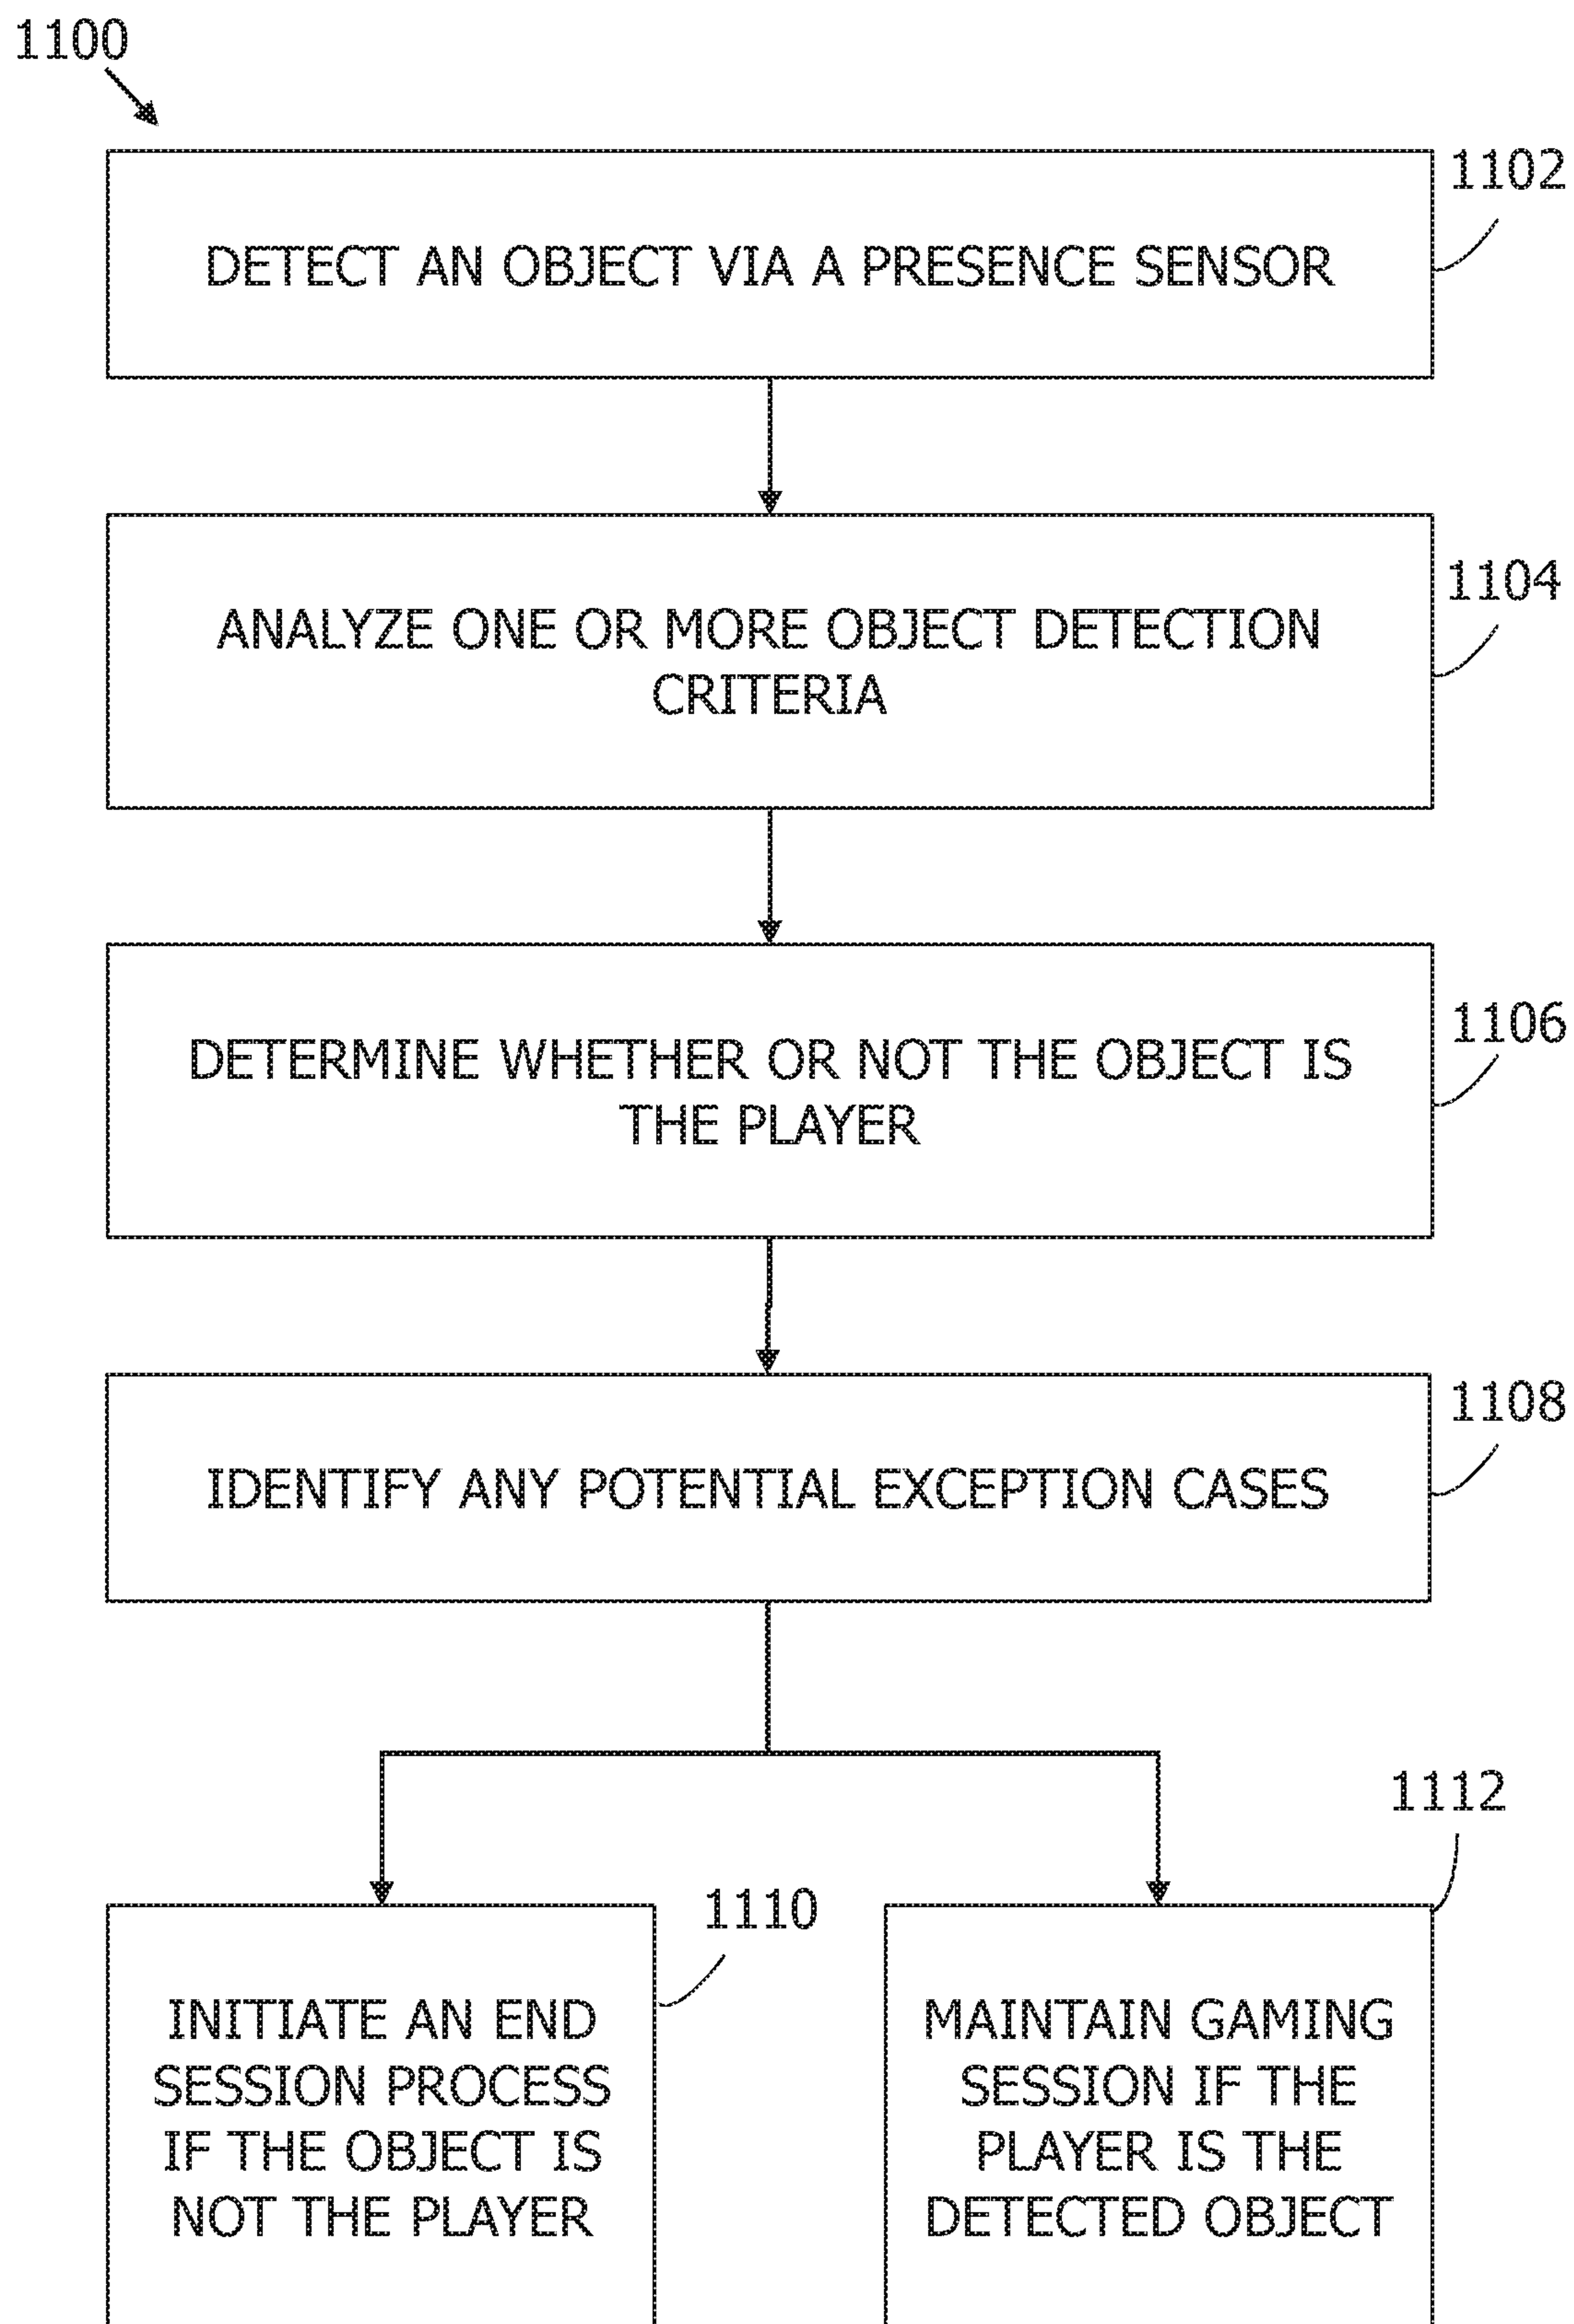 1100
1102
DETECT AN OBJECT VIA A PRESENCE SENSOR
1104
ANALYZE ONE OR MORE OBJECT DETECTION
CRITERIA
1106
DETERMINE WHETHER OR NOT THE OBJECT IS
THE PLAYER
1108
IDENTIFY ANY POTENTIAL EXCEPTION CASES
1110
INITIATE AN END
SESSION PROCESS
IF THE OBJECT IS
NOT THE PLAYER
1112
MAINTAIN GAMING
SESSION IF THE
PLAYER IS THE
DETECTED OBJECT